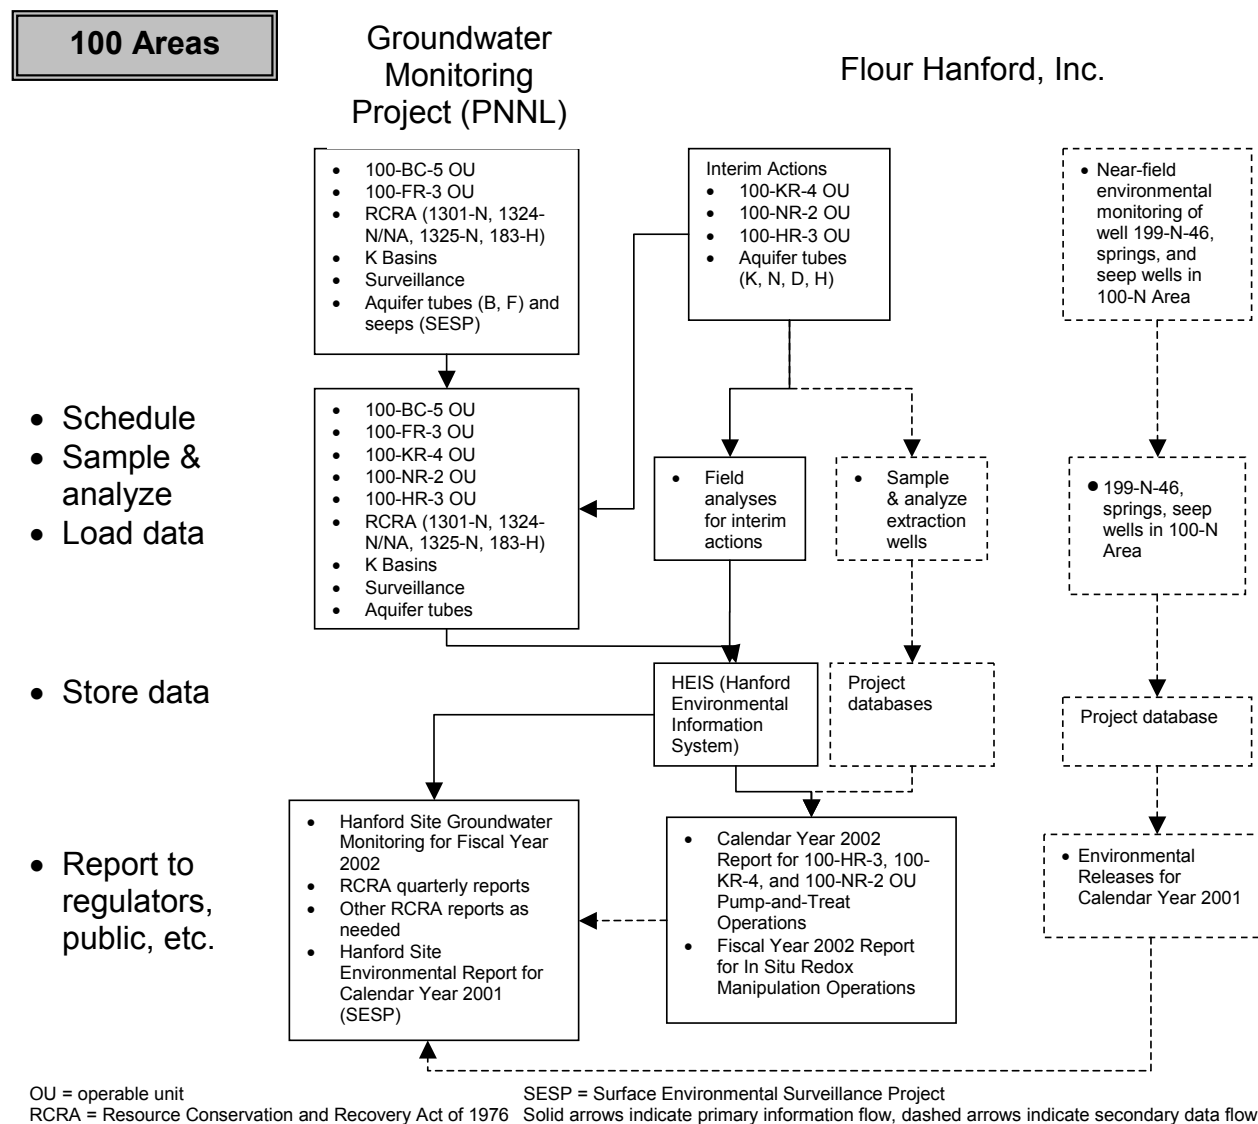 100 Areas
Groundwater
Monitoring
Project (PNNL)
Flour Hanford, Inc.
• 100-BC-5 OU
• 100-FR-3 OU
• RCRA (1301-N, 1324-
N/NA, 1325-N, 183-H)
• K Basins
• Surveillance
• Aquifer tubes (B, F) and
seeps (SESP)
Interim Actions
• 100-KR-4 OU
• 100-NR-2 OU
• 100-HR-3 OU
• Aquifer tubes
(K, N, D, H)
• Near-field
environmental
monitoring of
well 199-N-46,
springs, and
seep wells in
100-N Area
• Schedule
• Sample &
analyze
• Load data
• 100-BC-5 OU
• 100-FR-3 OU
• 100-KR-4 OU
• 100-NR-2 OU
• 100-HR-3 OU
• RCRA (1301-N, 1324-
N/NA, 1325-N, 183-H)
• K Basins
• Surveillance
• Aquifer tubes
• Field
analyses
for interim
actions
• Sample
& analyze
extraction
wells
• 199-N-46,
springs, seep
wells in 100-N
Area
• Store data
HEIS (Hanford
Environmental
Information
System)
Project
databases
Project database
• Report to
regulators,
public, etc.
• Hanford Site Groundwater
Monitoring for Fiscal Year
2002
• RCRA quarterly reports
• Other RCRA reports as
needed
• Hanford Site
Environmental Report for
Calendar Year 2001
(SESP)
• Calendar Year 2002
Report for 100-HR-3, 100-
KR-4, and 100-NR-2 OU
Pump-and-Treat
Operations
• Fiscal Year 2002 Report
for In Situ Redox
Manipulation Operations
• Environmental
Releases for
Calendar Year 2001
OU = operable unit
SESP = Surface Environmental Surveillance Project
RCRA = Resource Conservation and Recovery Act of 1976
Solid arrows indicate primary information flow, dashed arrows indicate secondary data flow